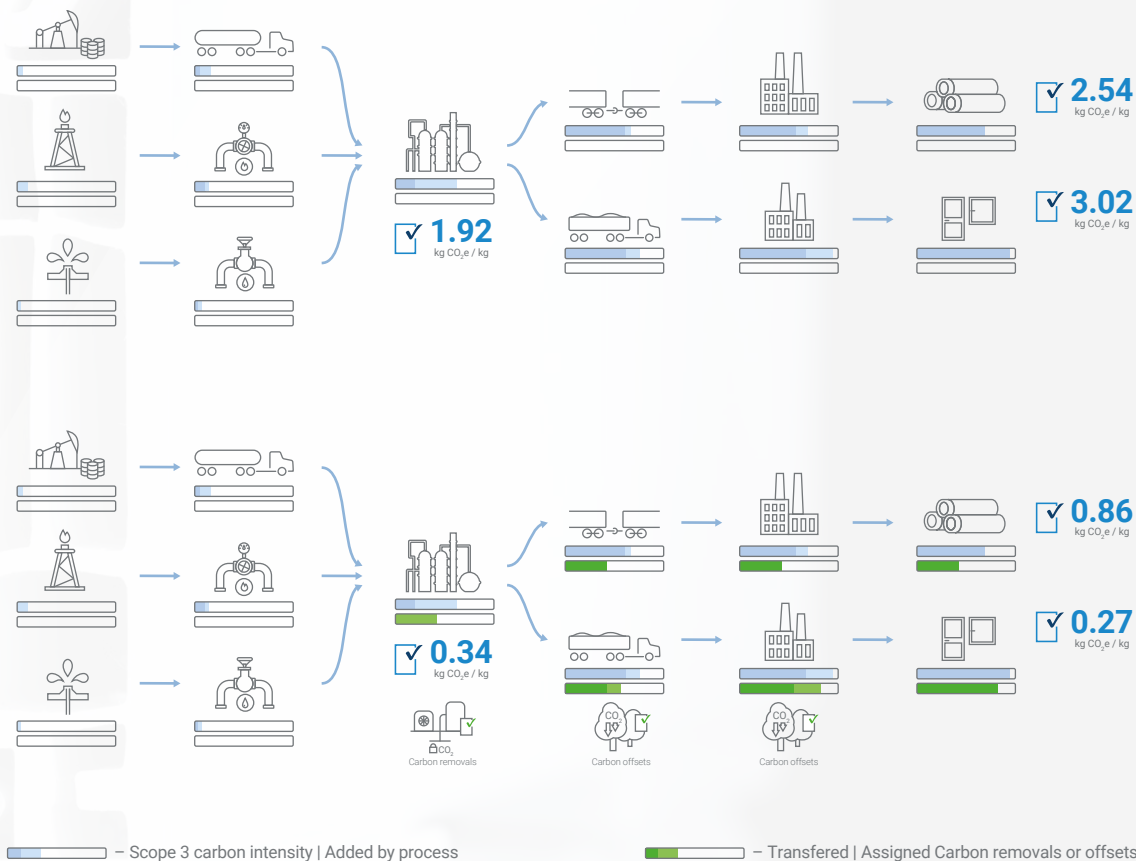 2.54
kg CO₂e / kg
3.02
kg CO₂e / kg
1.92
kg CO₂e / kg
0.86
kg CO₂e / kg
0.27
kg CO₂e / kg
0.34
kg CO₂e / kg
CO₂
Carbon removals
CO₂
Carbon offsets
CO₂
Carbon offsets
– Scope 3 carbon intensity | Added by process
– Transfered | Assigned Carbon removals or offsets